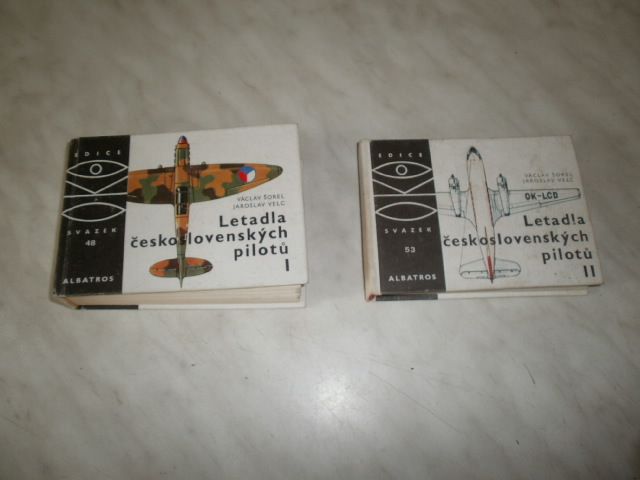 EDICE
OKO
SVAZEK
48
ALBATROS
VÁCLAV ŠOREL
JAROSLAV VELC
Letadla
československých
pilotů
I
EDICE
OKO
SVAZEK
53
ALBATROS
VÁCLAV ŠOREL
JAROSLAV VELC
OK-LCD
Letadla
československých
pilotů
II